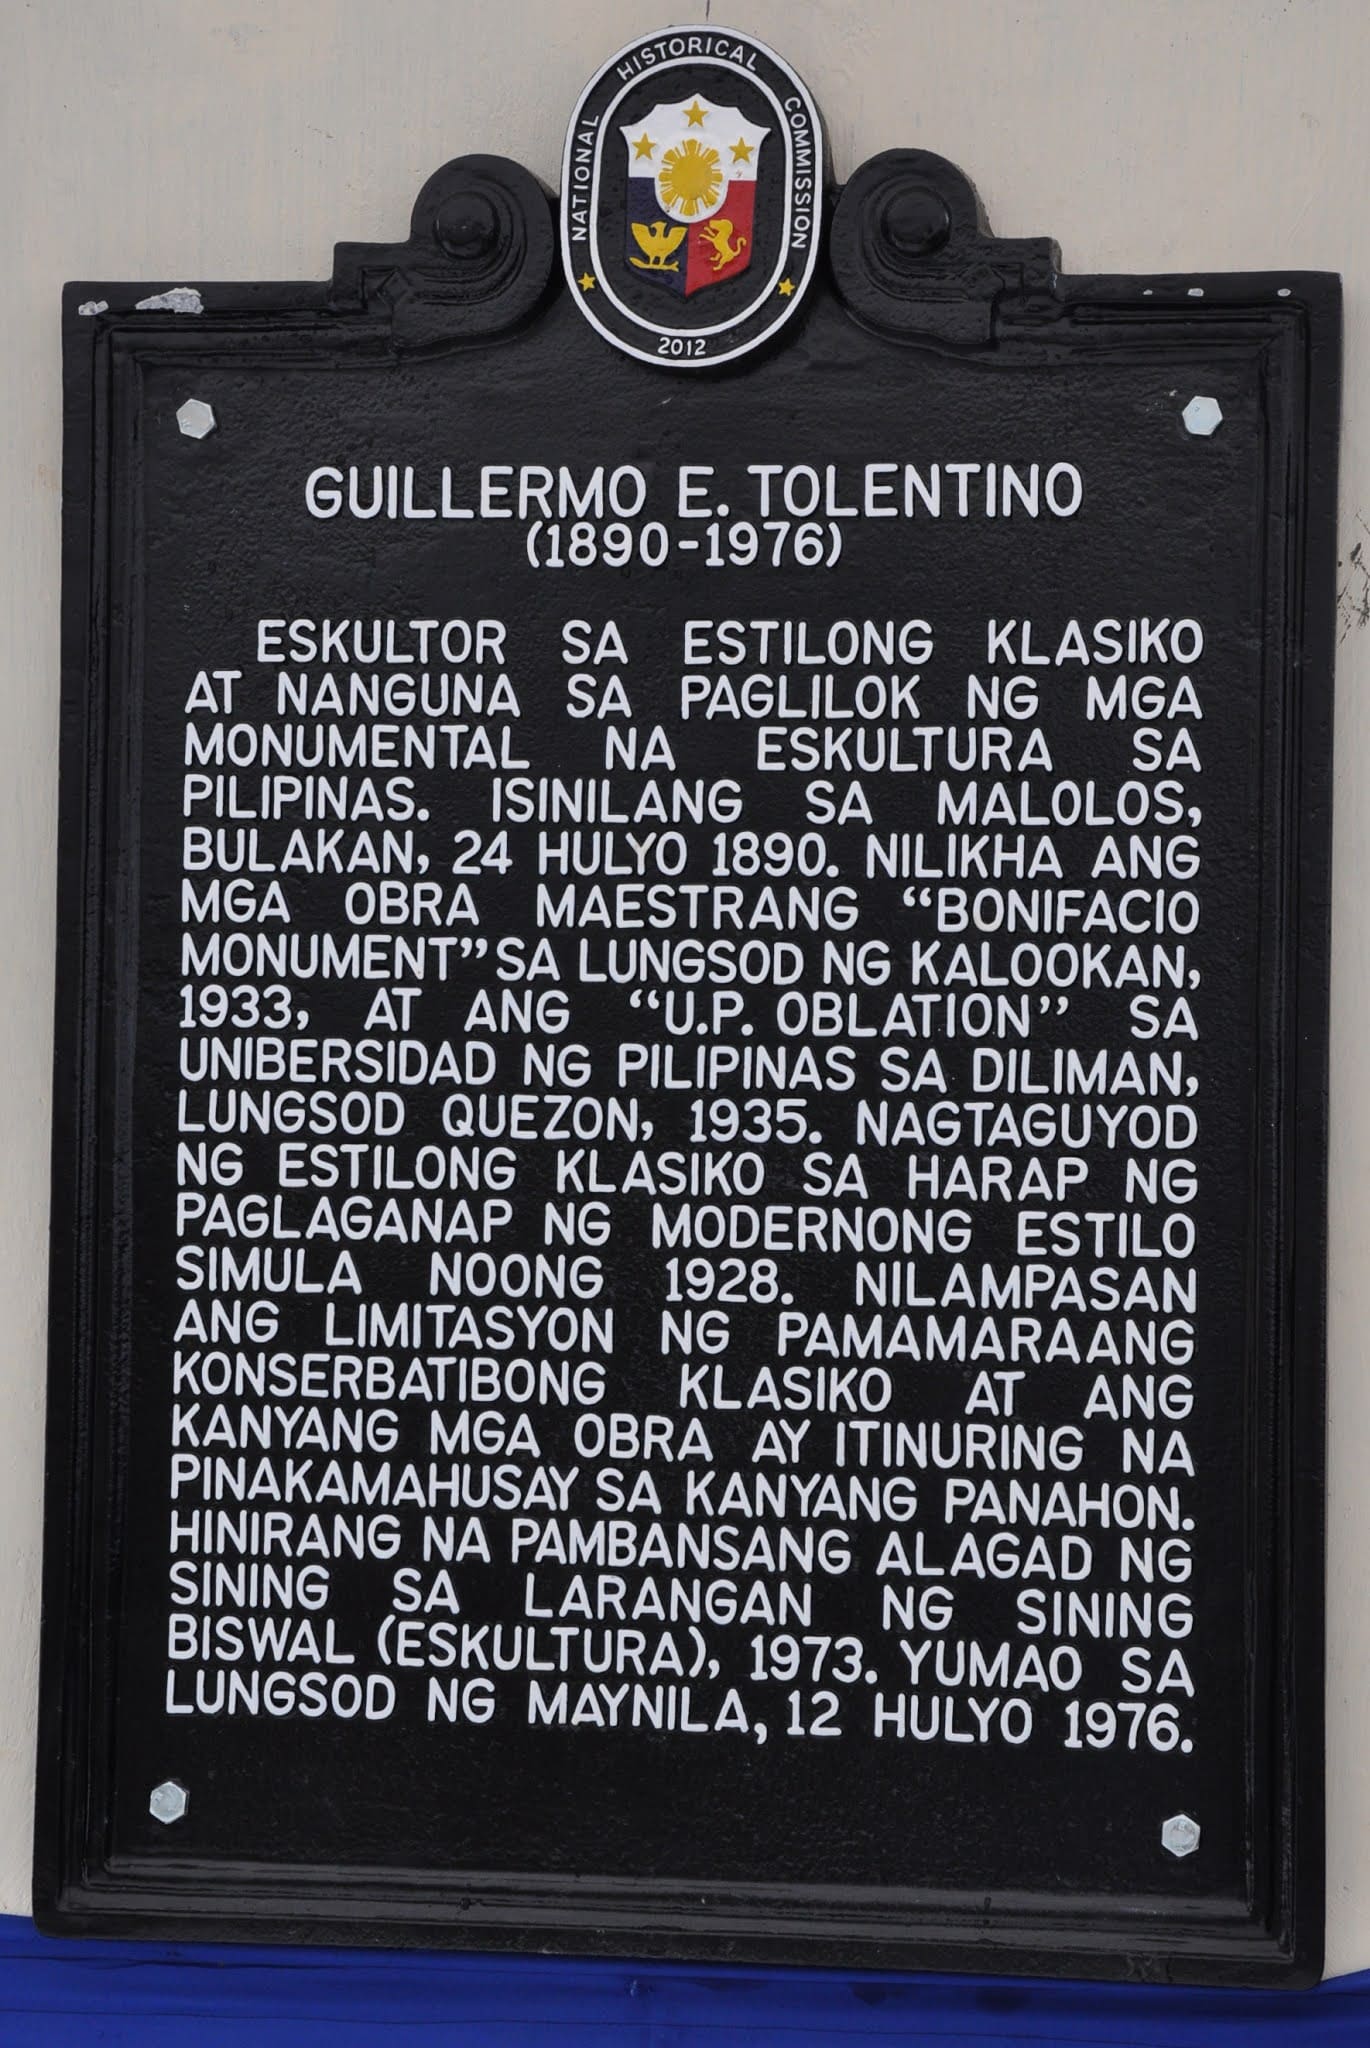 NATIONAL HISTORICAL COMMISSION
2012
GUILLERMO E. TOLENTINO
(1890-1976)
ESKULTOR SA ESTILONG KLASIKO
AT NANGUNA SA PAGLILOK NG MGA
MONUMENTAL NA ESKULTURA SA
PILIPINAS. ISINILANG SA MALOLOS,
BULAKAN, 24 HULYO 1890. NILIKHA ANG
MGA OBRA MAESTRANG “BONIFACIO
MONUMENT” SA LUNGSOD NG KALOOKAN,
1933, AT ANG “U.P. OBLATION” SA
UNIBERSIDAD NG PILIPINAS SA DILIMAN,
LUNGSOD QUEZON, 1935. NAGTAGUYOD
NG ESTILONG KLASIKO SA HARAP NG
PAGLAGANAP NG MODERNONG ESTILO
SIMULA NOONG 1928. NILAMPASAN
ANG LIMITASYON NG PAMAMARAANG
KONSERBATIBONG KLASIKO AT ANG
KANYANG MGA OBRA AY ITINURING NA
PINAKAMAHUSAY SA KANYANG PANAHON.
HINIRANG NA PAMBANSANG ALAGAD NG
SINING SA LARANGAN NG SINING
BISWAL (ESKULTURA), 1973. YUMAO SA
LUNGSOD NG MAYNILA, 12 HULYO 1976.